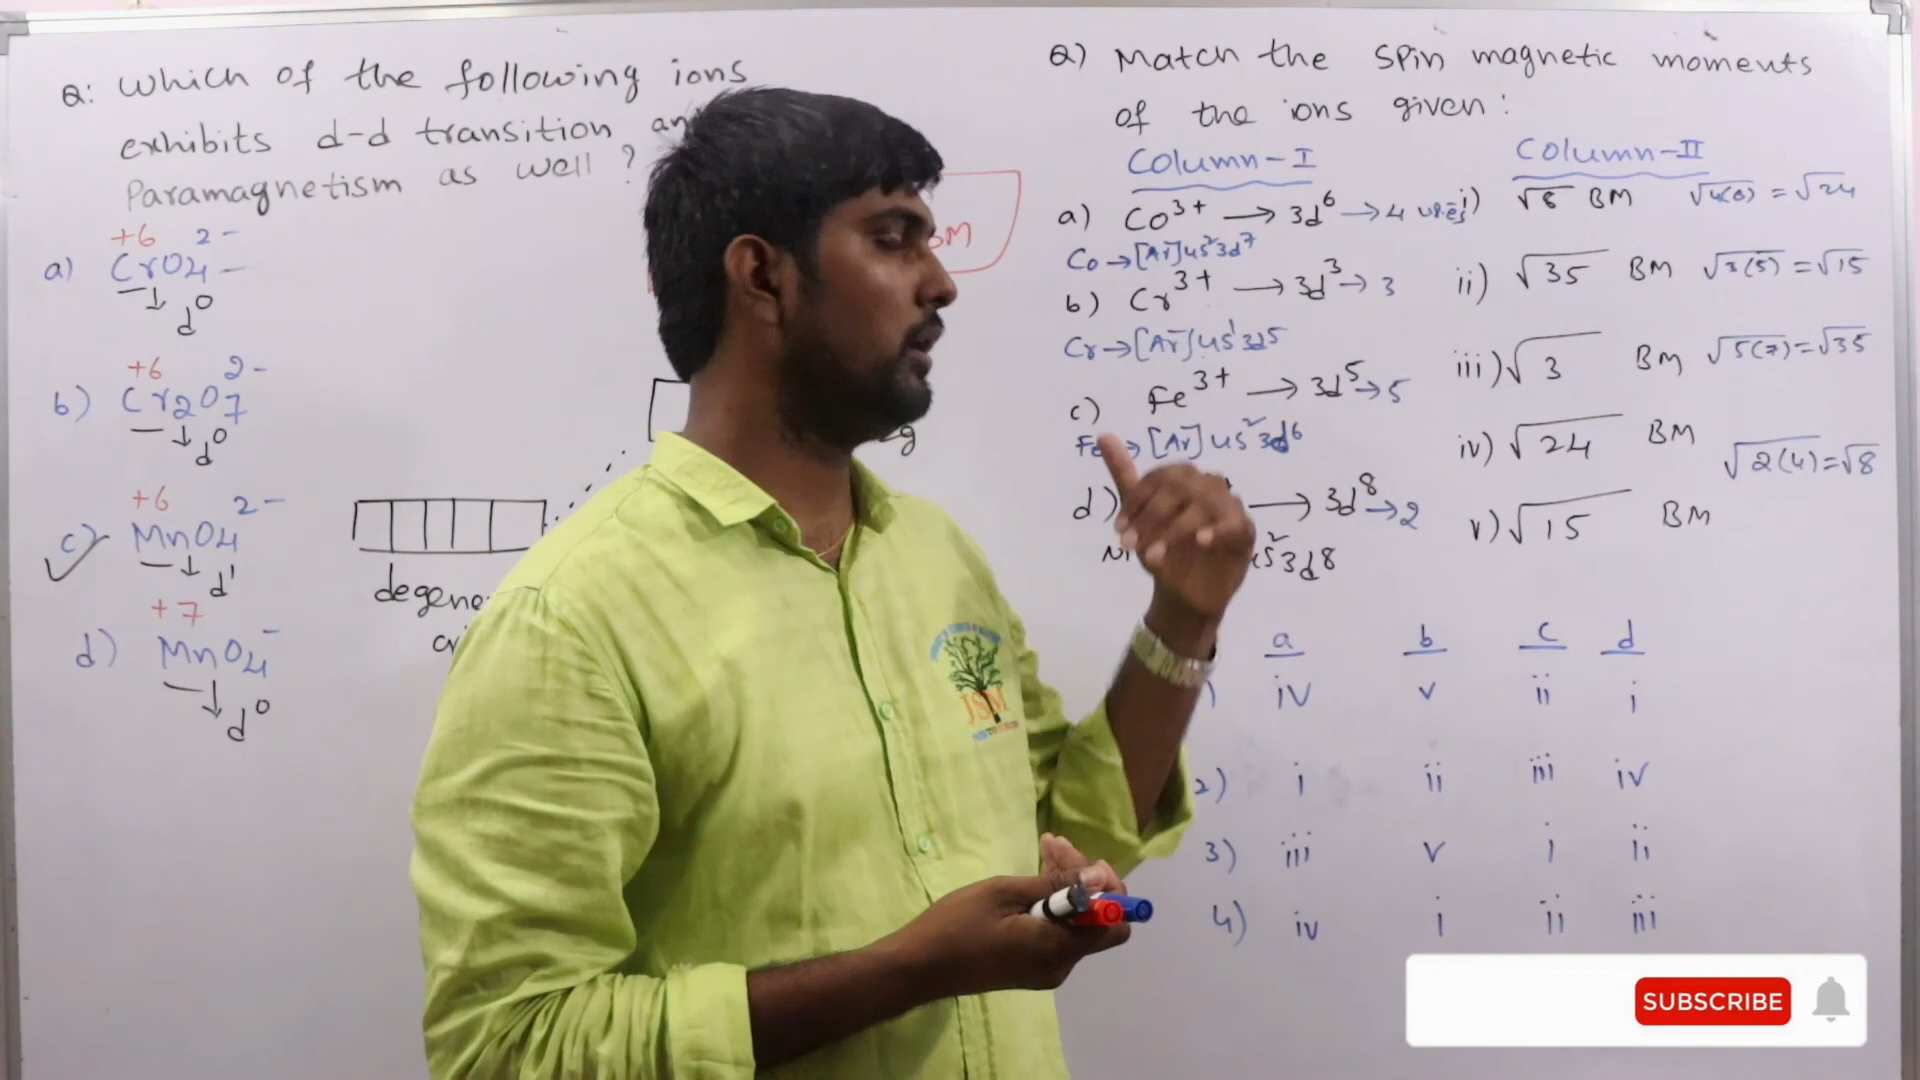 Q: Which of the following ions
exhibits d-d transition an
Paramagnetism as well ?
+6 2-
a) CrO4
d0
+6 2-
b) Cr2O7
d0
+6 2-
c) MnO4
d1
+7
d) MnO4-
d0
BM
g
degene
Q) Match the spin magnetic moments
of the ions given :
Column-I Column-II
a) Co3+ → 3d6 → 4 i) √8 BM √4(6) = √24
Co → [Ar]4s2 3d7
b) Cr3+ → 3d3 → 3 ii) √35 BM √3(5) = √15
Cr → [Ar]4s1 3d5
c) Fe3+ → 3d5 → 5 iii) √3 BM √5(7) = √35
Fe → [Ar]4s2 3d6
iv) √24 BM √2(4) = √8
d) → 3d8 → 2 v) √15 BM
Ni 4s2 3d8
a b c d
) iv v ii i
2) i ii iii iv
3) iii v i ii
4) iv i ii iii
JSM
SUBSCRIBE